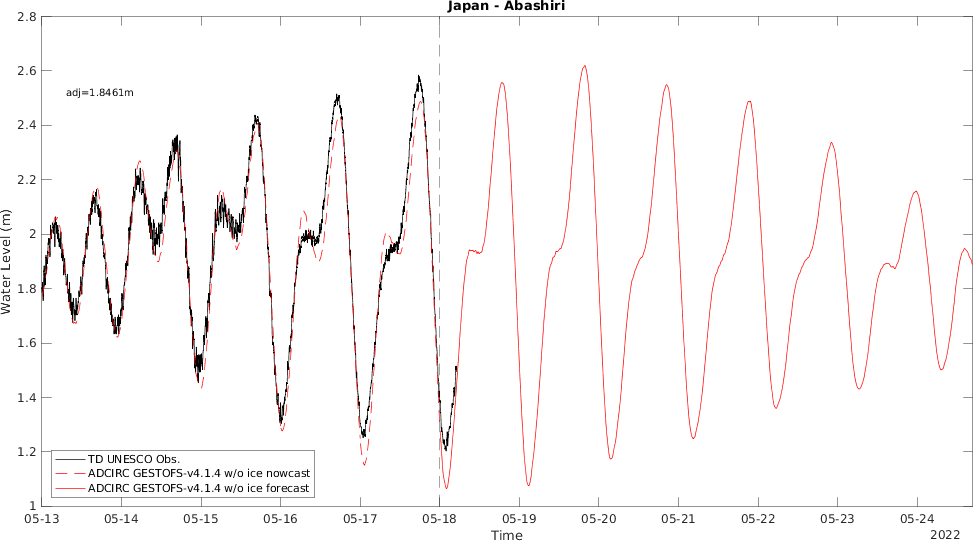 Japan - Abashiri
2.8
2.6
2.4
2.2
2
1.8
1.6
1.4
1.2
1
Water Level (m)
adj=1.8461m
TD UNESCO Obs.
ADCIRC GESTOFS-v4.1.4 w/o ice nowcast
ADCIRC GESTOFS-v4.1.4 w/o ice forecast
05-13 05-14 05-15 05-16 05-17 05-18 05-19 05-20 05-21 05-22 05-23 05-24
2022
Time